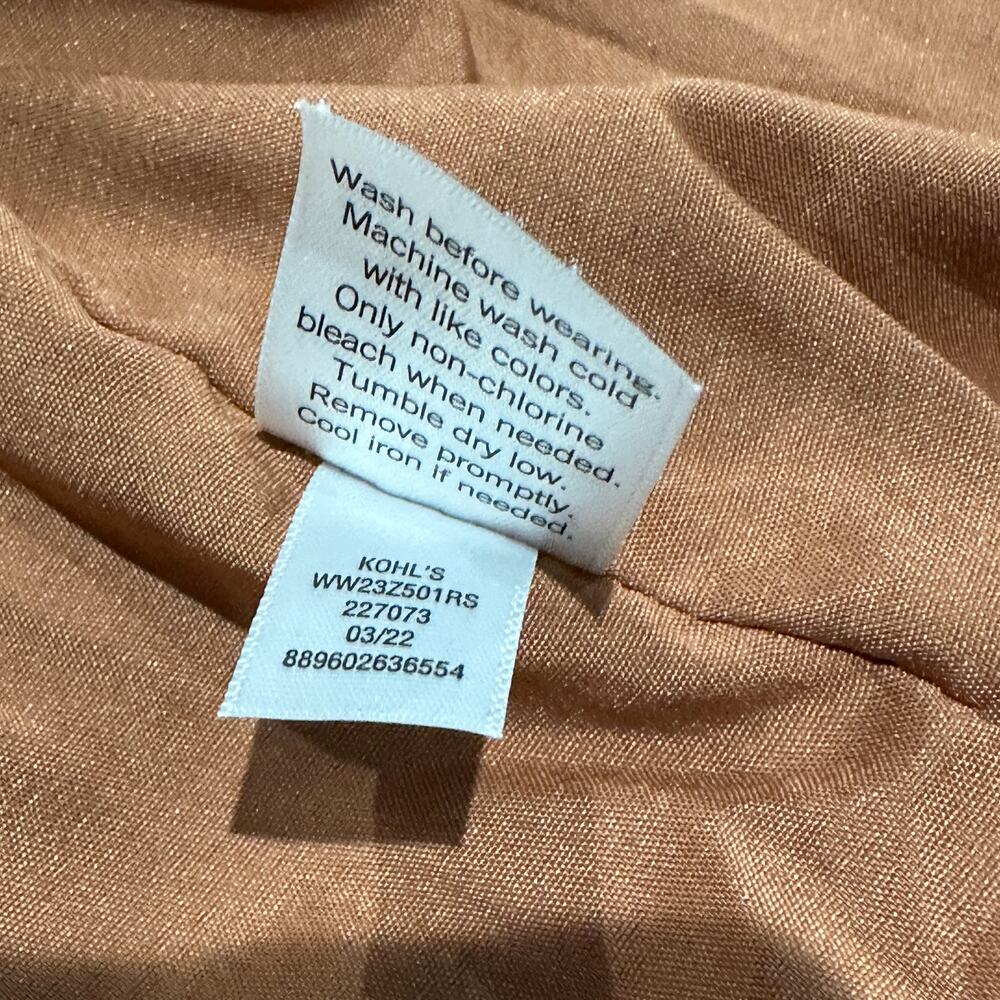 Wash before wearing.
Machine wash cold
with like colors.
Only non-chlorine
bleach when needed.
Tumble dry low.
Remove promptly.
Cool iron if needed.
KOHL'S
WW23Z501RS
227073
03/22
889602636554